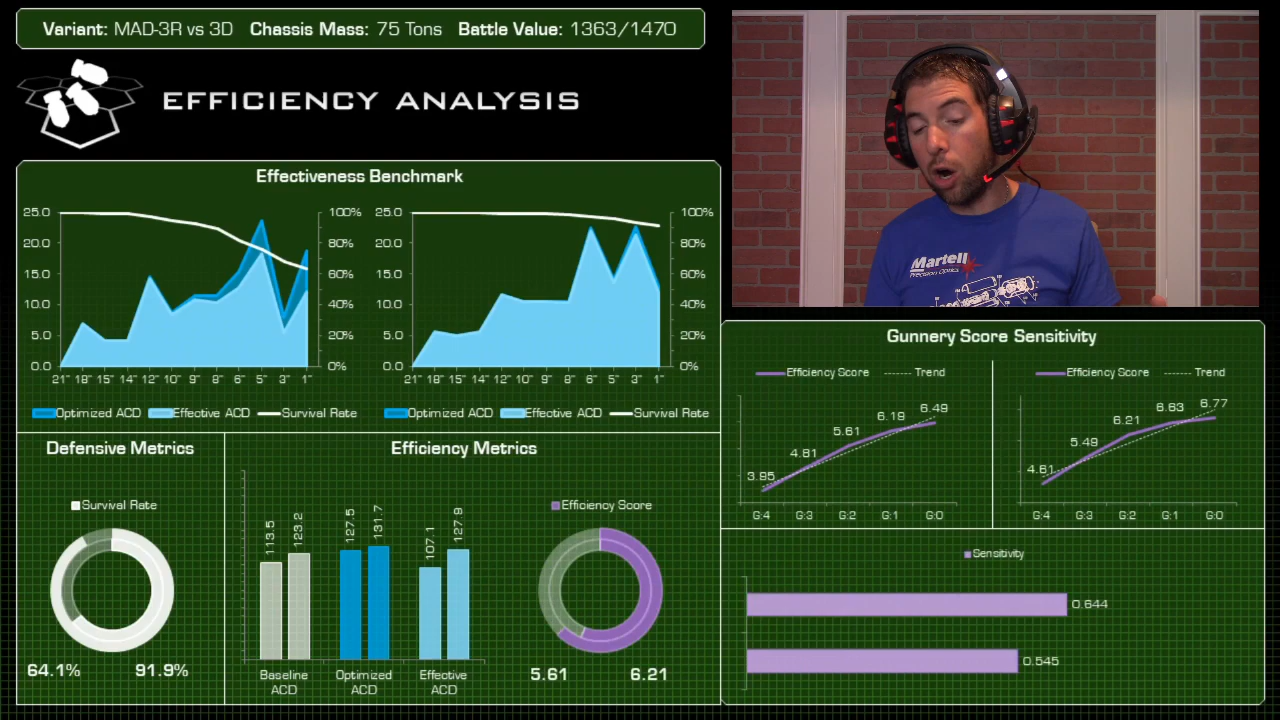 Variant: MAD-3R vs 3D Chassis Mass: 75 Tons Battle Value: 1363/1470
EFFICIENCY ANALYSIS
Martell
Precision Optics
Effectiveness Benchmark
25.0 100% 25.0 100%
20.0 80% 20.0 80%
15.0 60% 15.0 60%
10.0 40% 10.0 40%
5.0 20% 5.0 20%
0.0 0% 0.0 0%
21" 18" 15" 14" 12" 10" 9" 8" 6" 5" 3" 1" 21" 18" 15" 14" 12" 10" 9" 8" 6" 5" 3" 1"
Optimized ACD Effective ACD Survival Rate Optimized ACD Effective ACD Survival Rate
Gunnery Score Sensitivity
Efficiency Score Trend Efficiency Score Trend
3.95 4.81 5.61 6.19 6.49 4.61 5.49 6.21 6.63 6.77
G:4 G:3 G:2 G:1 G:0 G:4 G:3 G:2 G:1 G:0
Sensitivity
0.644
0.545
Defensive Metrics
Survival Rate
64.1% 91.9%
Efficiency Metrics
113.5 123.2 127.5 131.7 107.1 127.9
Baseline ACD
Optimized ACD
Effective ACD
Efficiency Score
5.61 6.21